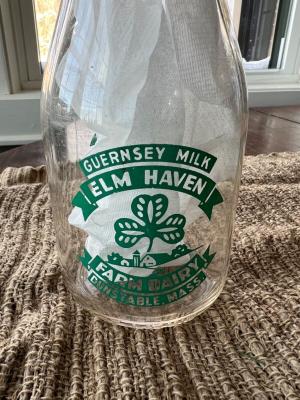 GUERNSEY MILK
ELM HAVEN
FARM DAIRY
DUNSTABLE, MASS.